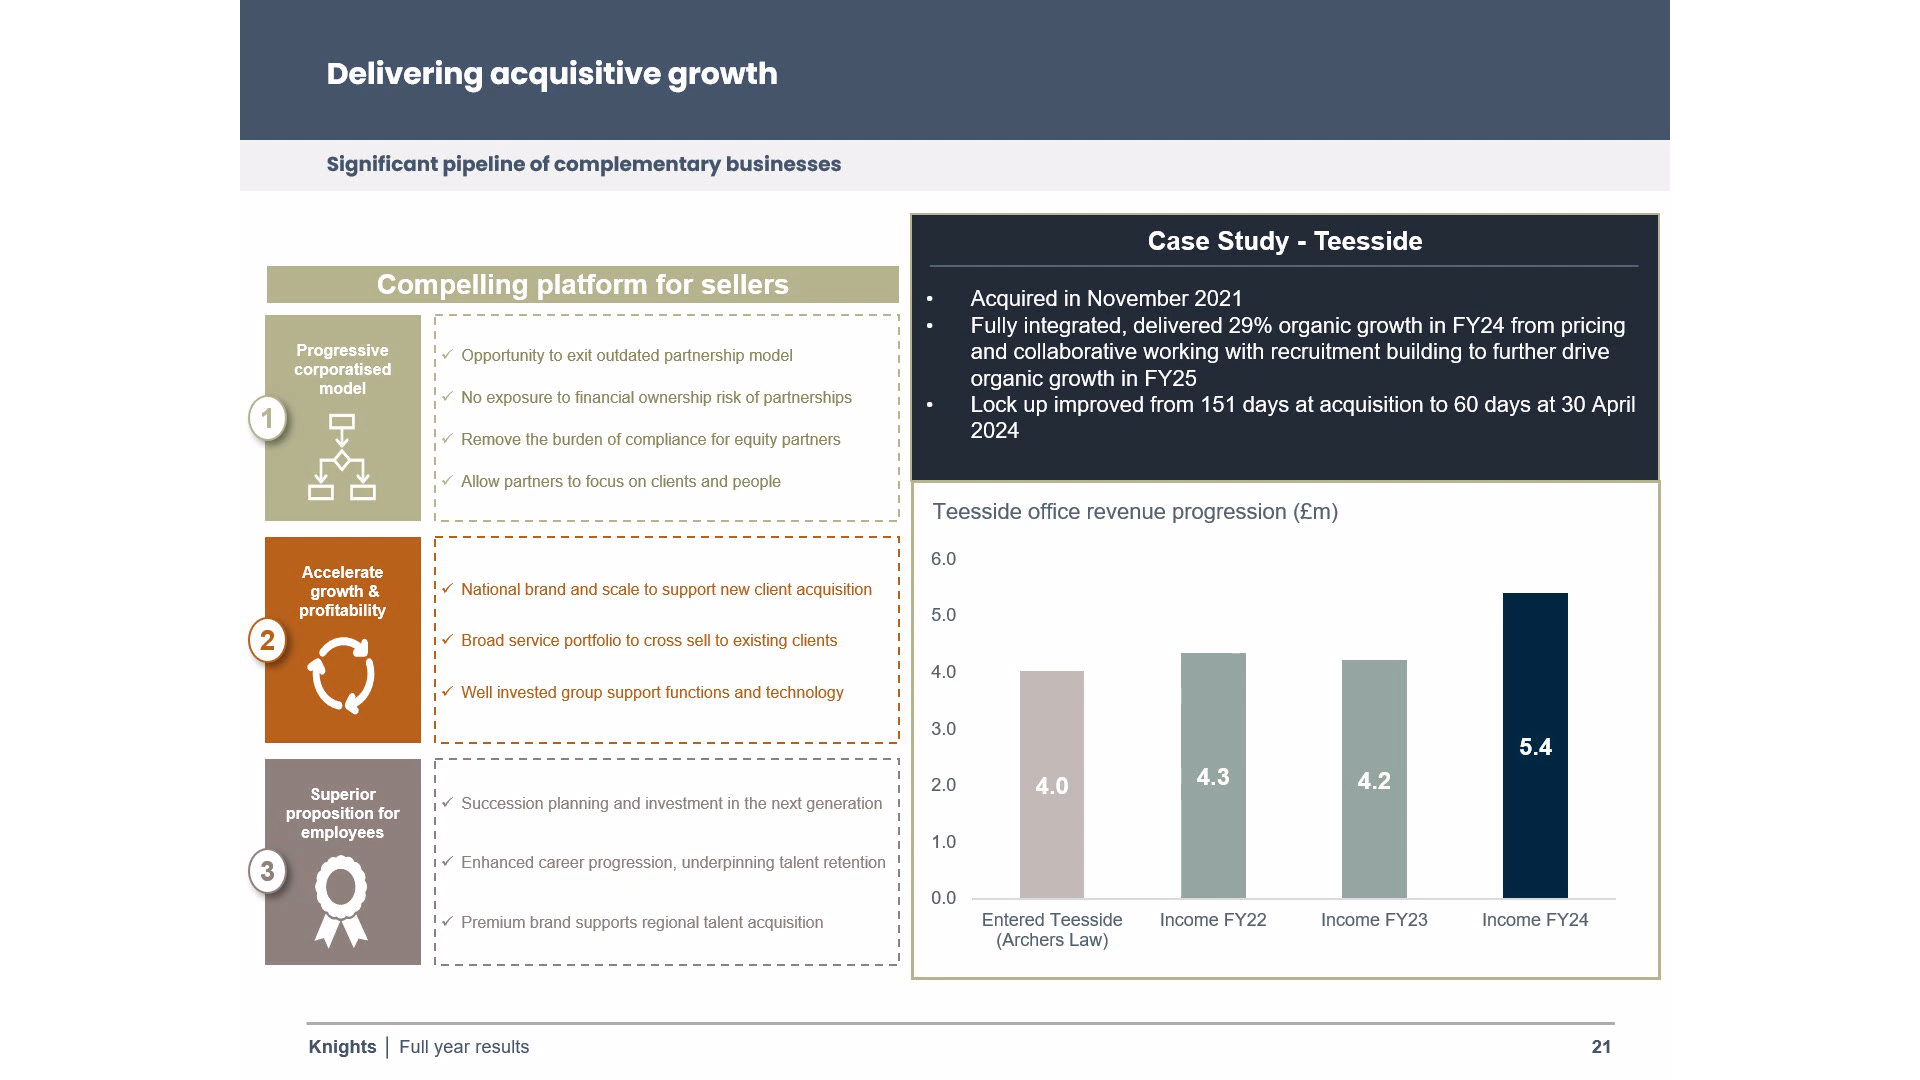 Delivering acquisitive growth
Significant pipeline of complementary businesses
Compelling platform for sellers
Progressive
corporatised
model
1
✓ Opportunity to exit outdated partnership model
✓ No exposure to financial ownership risk of partnerships
✓ Remove the burden of compliance for equity partners
✓ Allow partners to focus on clients and people
Accelerate
growth &
profitability
2
✓ National brand and scale to support new client acquisition
✓ Broad service portfolio to cross sell to existing clients
✓ Well invested group support functions and technology
Superior
proposition for
employees
3
✓ Succession planning and investment in the next generation
✓ Enhanced career progression, underpinning talent retention
✓ Premium brand supports regional talent acquisition
Case Study - Teesside
• Acquired in November 2021
• Fully integrated, delivered 29% organic growth in FY24 from pricing
and collaborative working with recruitment building to further drive
organic growth in FY25
• Lock up improved from 151 days at acquisition to 60 days at 30 April
2024
Teesside office revenue progression (£m)
6.0
5.0
4.0
3.0
2.0
1.0
0.0
4.0
4.3
4.2
5.4
Entered Teesside
(Archers Law)
Income FY22
Income FY23
Income FY24
Knights | Full year results
21